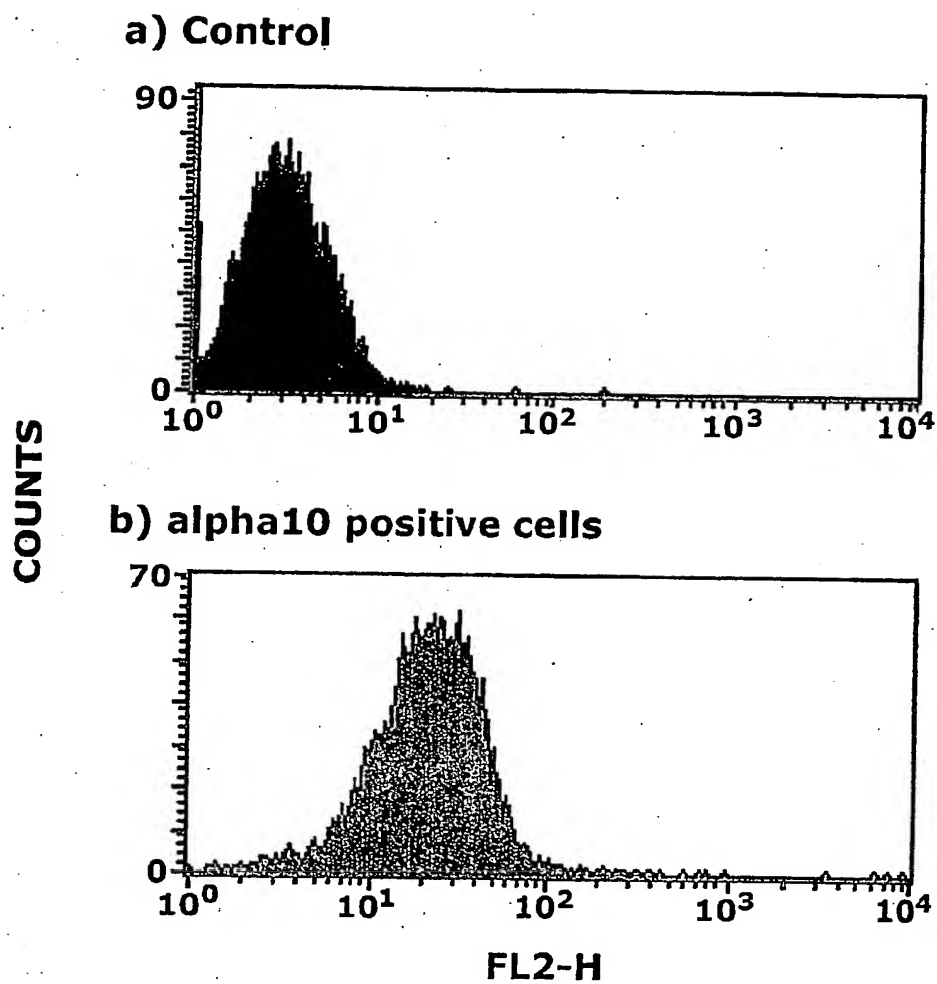 a) Control
90
0
10⁰ 10¹ 10² 10³ 10⁴
COUNTS
b) alpha10 positive cells
70
0
10⁰ 10¹ 10² 10³ 10⁴
FL2-H